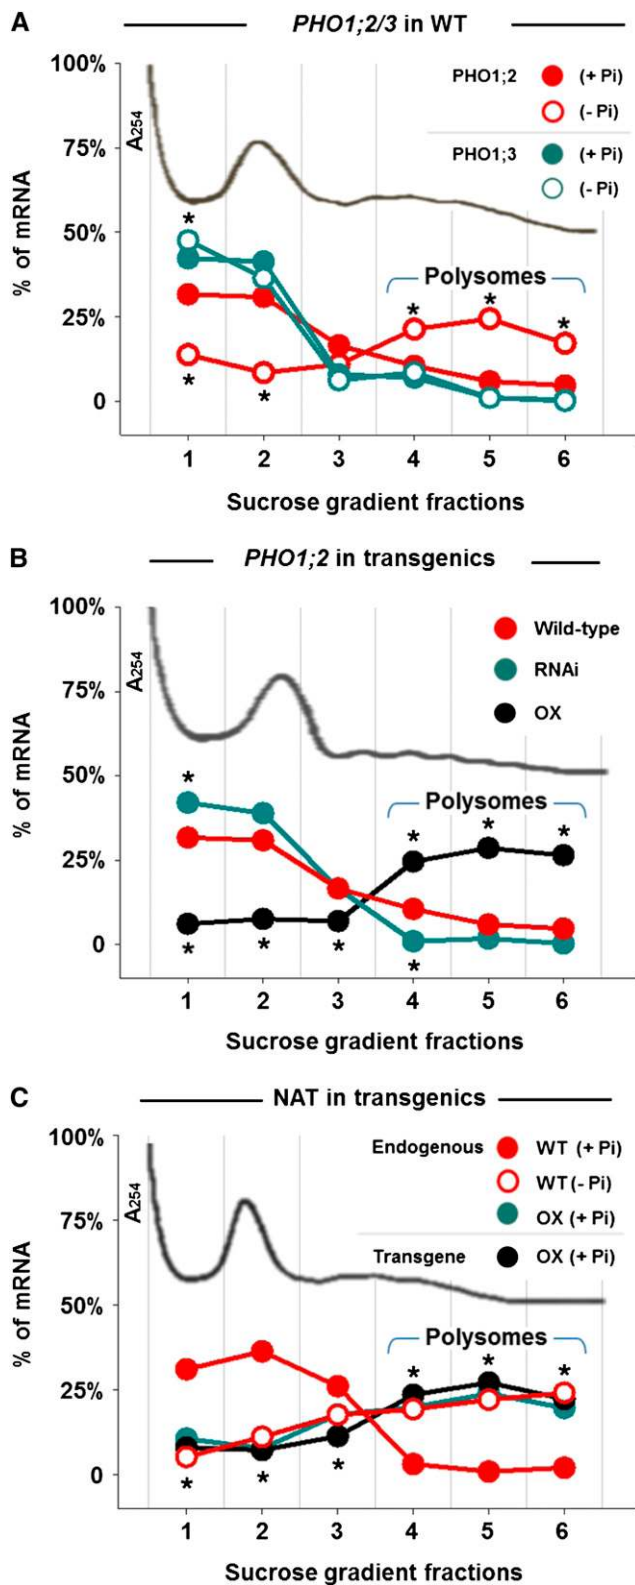 A
PHO1;2/3 in WT
100%
75%
50%
25%
0
% of mRNA
A254
PHO1;2 (+ Pi)
(- Pi)
PHO1;3 (+ Pi)
(- Pi)
*
Polysomes
* * *
* *
1 2 3 4 5 6
Sucrose gradient fractions
B
PHO1;2 in transgenics
100%
75%
50%
25%
0
% of mRNA
A254
Wild-type
RNAi
OX
*
Polysomes
* * *
* * * *
1 2 3 4 5 6
Sucrose gradient fractions
C
NAT in transgenics
100%
75%
50%
25%
0
% of mRNA
A254
Endogenous WT (+ Pi)
WT (- Pi)
OX (+ Pi)
Transgene OX (+ Pi)
Polysomes
* * *
* * *
1 2 3 4 5 6
Sucrose gradient fractions